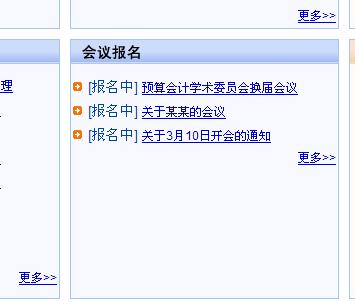 更多>>
会议报名
理
[报名中] 预算会计学术委员会换届会议
[报名中] 关于某某的会议
[报名中] 关于3月10日开会的通知
更多>>
更多>>